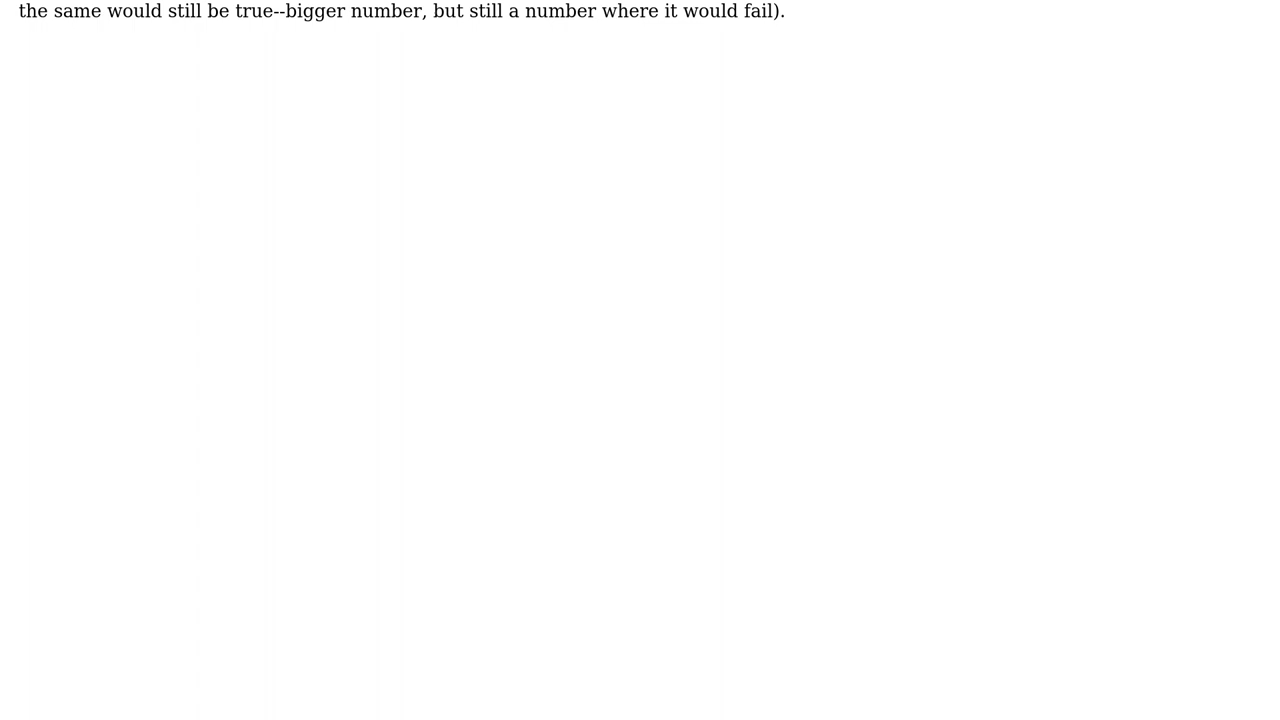 the same would still be true--bigger number, but still a number where it would fail).